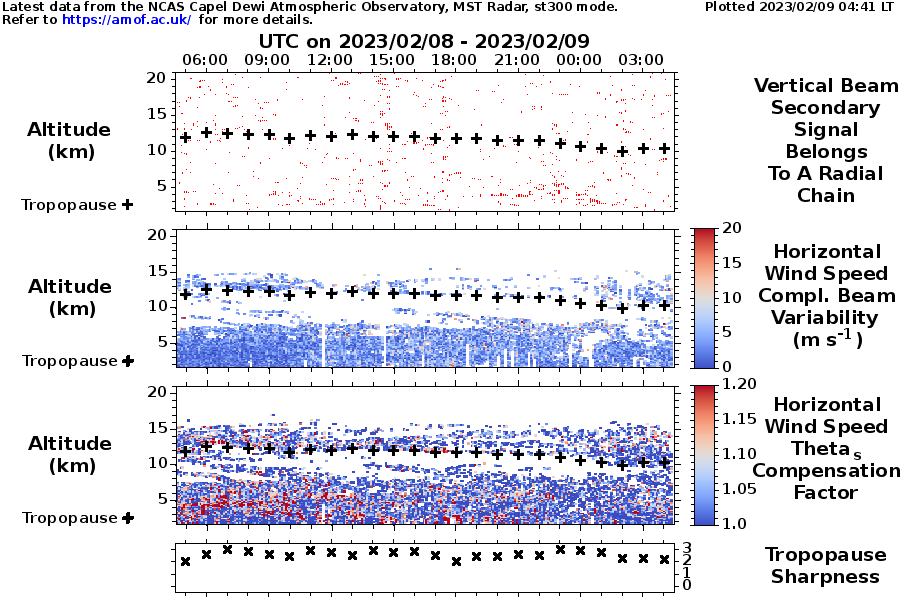 Latest data from the NCAS Capel Dewi Atmospheric Observatory, MST Radar, st300 mode.
Plotted 2023/02/09 04:41 LT
Refer to https://amof.ac.uk/ for more details.
UTC on 2023/02/08 - 2023/02/09
06:00 09:00 12:00 15:00 18:00 21:00 00:00 03:00
20
15
10
5
Altitude
(km)
Tropopause
Vertical Beam
Secondary
Signal
Belongs
To A Radial
Chain
20
15
10
5
Altitude
(km)
Tropopause
20
15
10
5
0
Horizontal
Wind Speed
Compl. Beam
Variability
(m s-1)
20
15
10
5
Altitude
(km)
Tropopause
1.20
1.15
1.10
1.05
1.0
Horizontal
Wind Speed
Theta s
Compensation
Factor
3
2
1
0
Tropopause
Sharpness